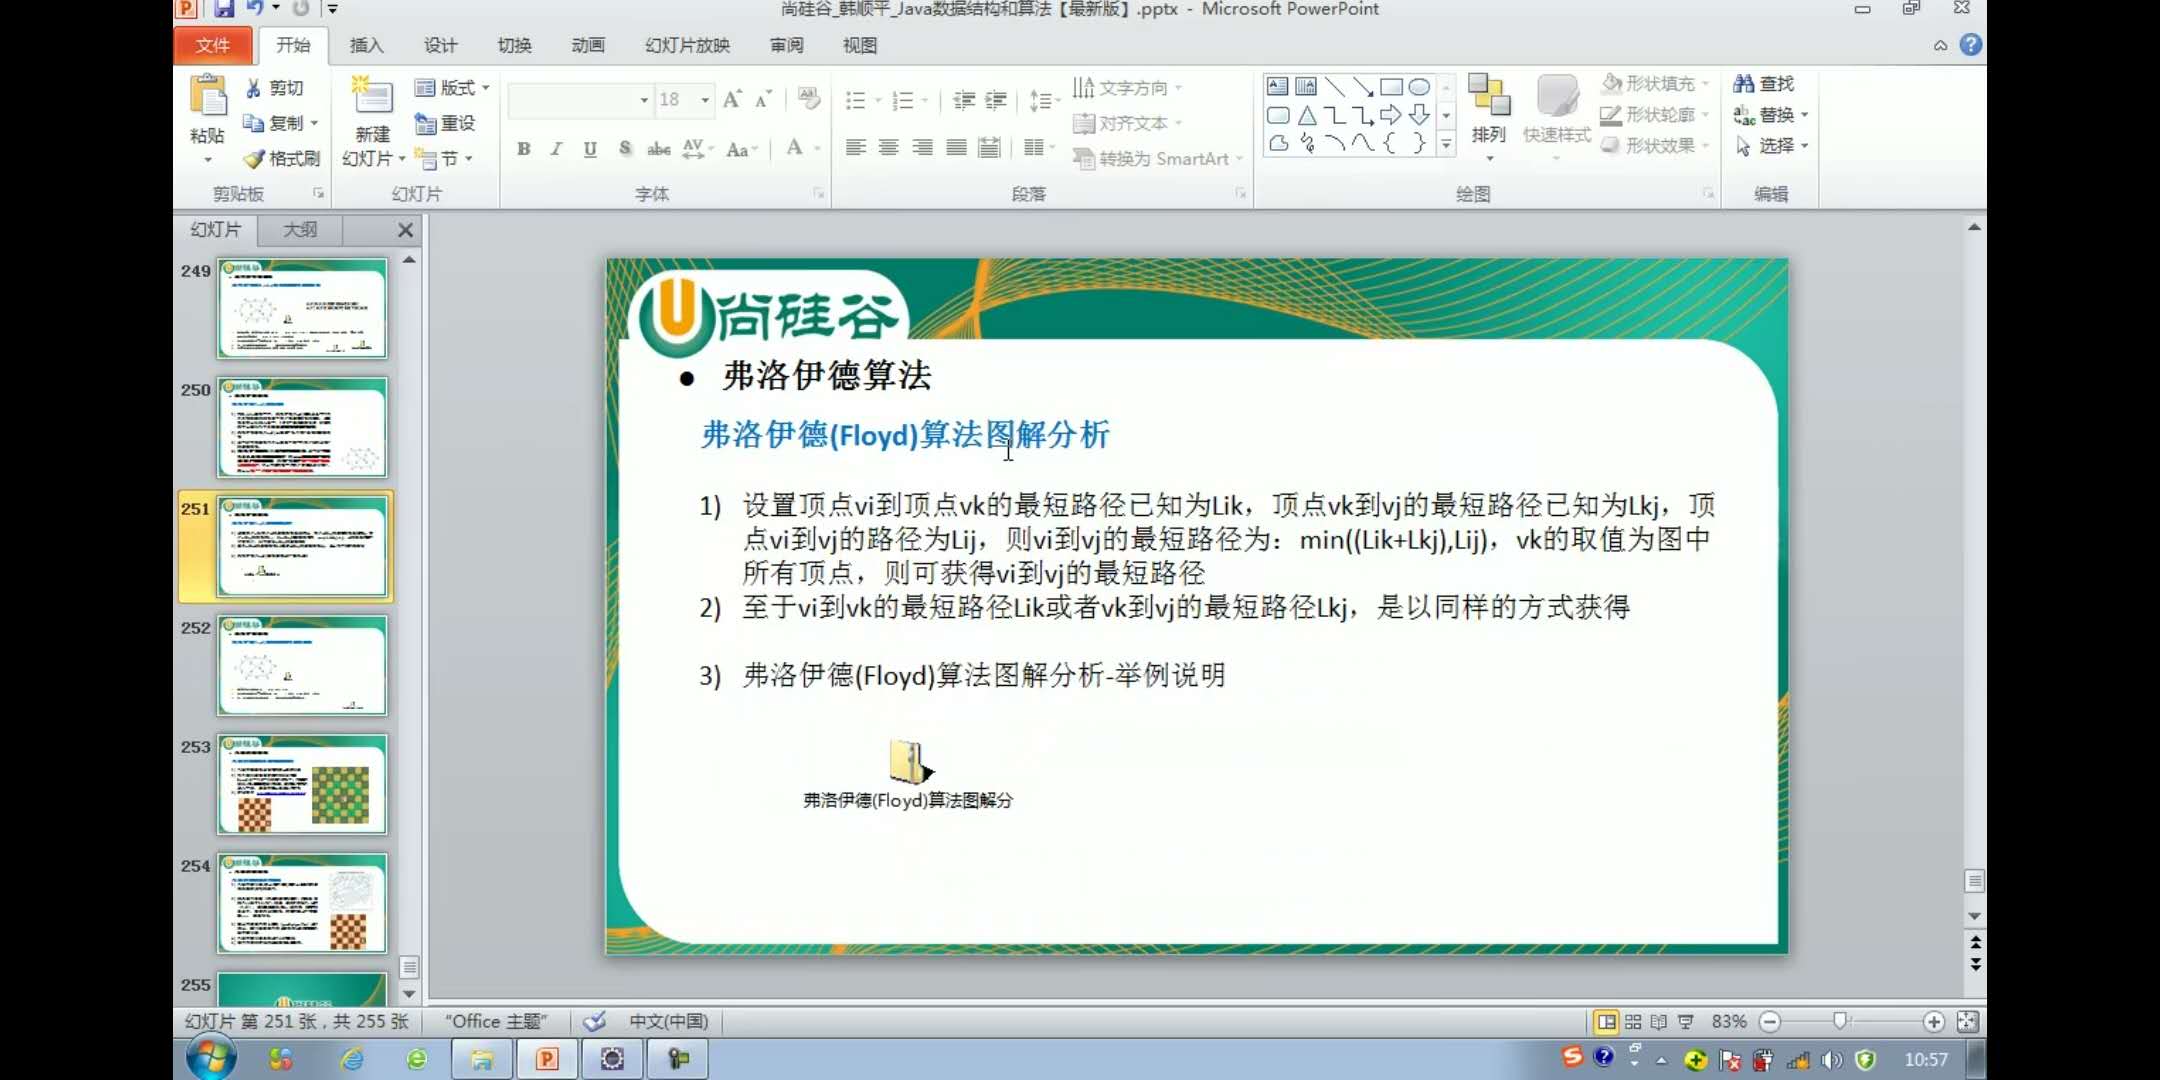 尚硅谷_韩顺平_Java数据结构和算法【最新版】.pptx - Microsoft PowerPoint
文件 开始 插入 设计 切换 动画 幻灯片放映 审阅 视图
粘贴 剪切 复制 格式刷 剪贴板
新建 幻灯片 版式 重设 节 幻灯片
18
B I U S abc AV Aa A 字体
文字方向
对齐文本
转换为 SmartArt
段落
排列 快速样式 形状填充 形状轮廓 形状效果 绘图
查找 替换 选择 编辑
幻灯片 大纲
249
250
251
252
253
254
255
尚硅谷
• 弗洛伊德算法
弗洛伊德(Floyd)算法图解分析
1) 设置顶点vi到顶点vk的最短路径已知为Lik，顶点vk到vj的最短路径已知为Lkj，顶
点vi到vj的路径为Lij，则vi到vj的最短路径为：min((Lik+Lkj),Lij)，vk的取值为图中
所有顶点，则可获得vi到vj的最短路径
2) 至于vi到vk的最短路径Lik或者vk到vj的最短路径Lkj，是以同样的方式获得
3) 弗洛伊德(Floyd)算法图解分析-举例说明
弗洛伊德(Floyd)算法图解分
幻灯片 第 251 张，共 255 张 "Office 主题" 中文(中国) 83%
10:57